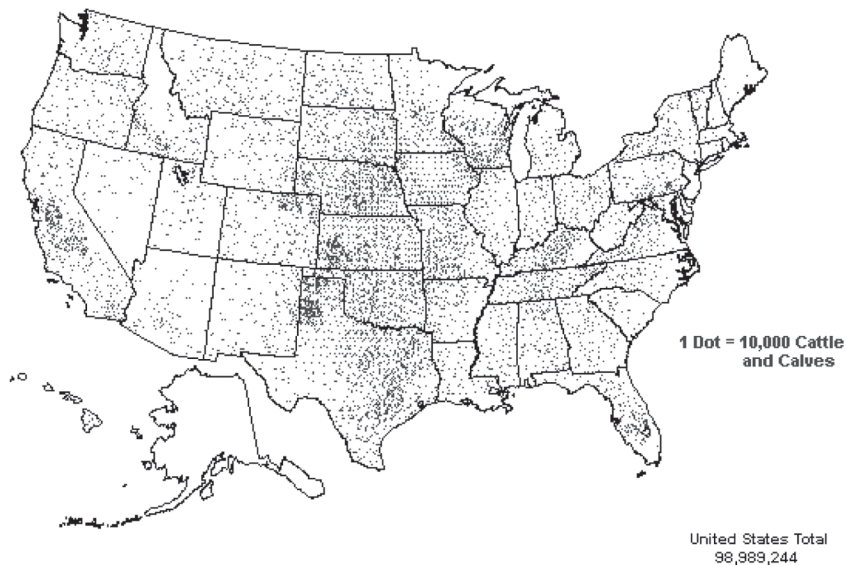 1 Dot = 10,000 Cattle
and Calves
United States Total
98,989,244